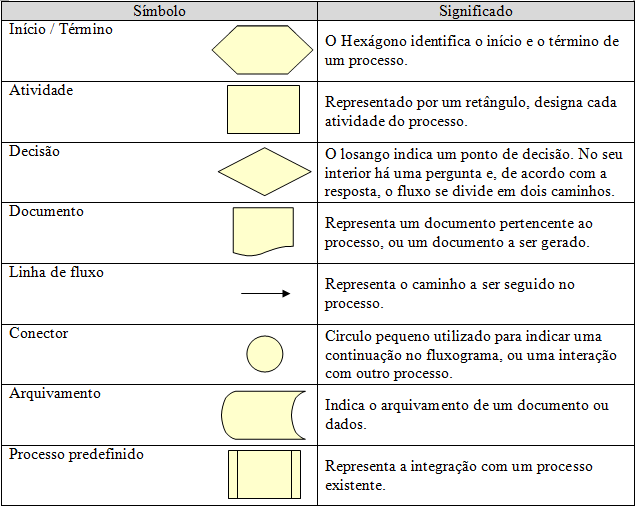 Símbolo
Significado
Início / Término
O Hexágono identifica o início e o término de
um processo.
Atividade
Representado por um retângulo, designa cada
atividade do processo.
Decisão
O losango indica um ponto de decisão. No seu
interior há uma pergunta e, de acordo com a
resposta, o fluxo se divide em dois caminhos.
Documento
Representa um documento pertencente ao
processo, ou um documento a ser gerado.
Linha de fluxo
Representa o caminho a ser seguido no
processo.
Conector
Circulo pequeno utilizado para indicar uma
continuação no fluxograma, ou uma interação
com outro processo.
Arquivamento
Indica o arquivamento de um documento ou
dados.
Processo predefinido
Representa a integração com um processo
existente.